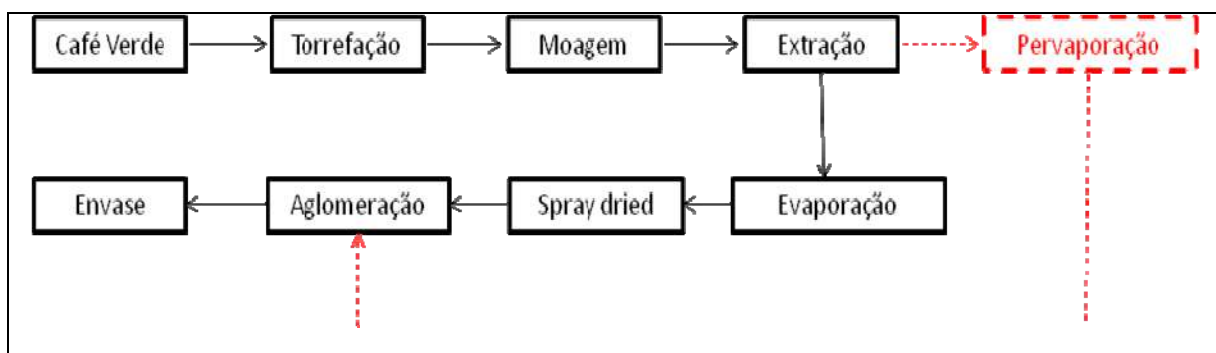 Café Verde
Torrefação
Moagem
Extração
Pervaporação
Envase
Aglomeração
Spray dried
Evaporação